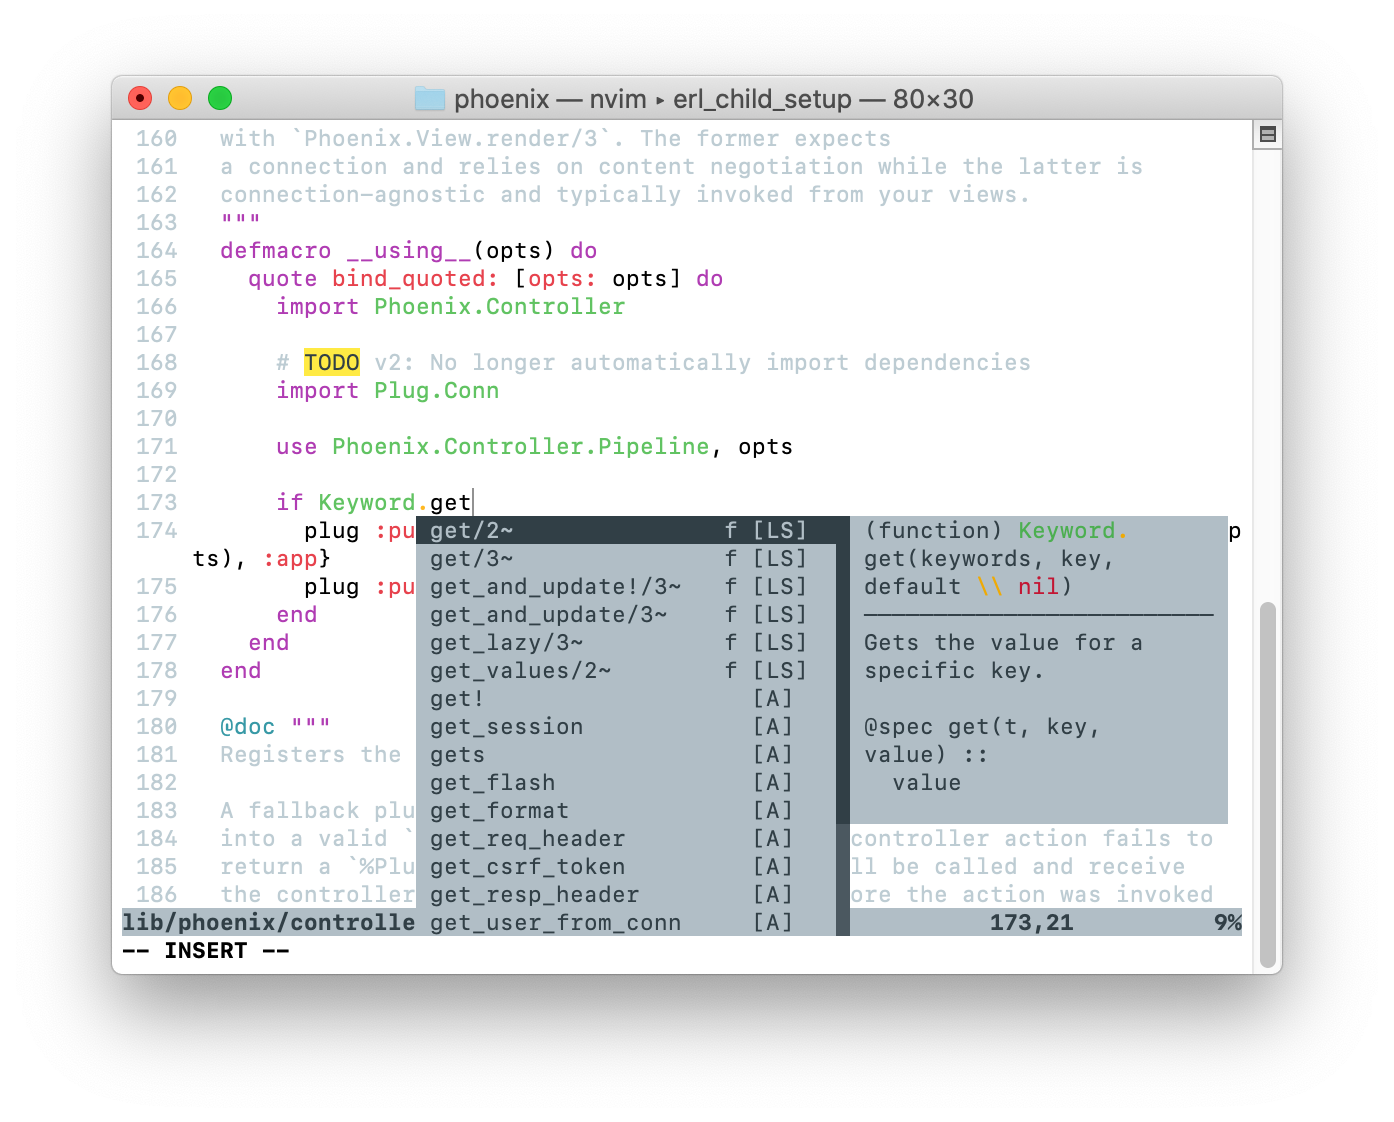 phoenix — nvim ▸ erl_child_setup — 80×30
160 with `Phoenix.View.render/3`. The former expects
161 a connection and relies on content negotiation while the latter is
162 connection-agnostic and typically invoked from your views.
163 """
164 defmacro __using__(opts) do
165 quote bind_quoted: [opts: opts] do
166 import Phoenix.Controller
167
168 # TODO v2: No longer automatically import dependencies
169 import Plug.Conn
170
171 use Phoenix.Controller.Pipeline, opts
172
173 if Keyword.get
174 plug :pu get/2~ f [LS] (function) Keyword. p
ts), :app} get/3~ f [LS] get(keywords, key,
175 plug :pu get_and_update!/3~ f [LS] default \\ nil)
176 end get_and_update/3~ f [LS] ─────────────────────────
177 end get_lazy/3~ f [LS] Gets the value for a
178 end get_values/2~ f [LS] specific key.
179 get! [A]
180 @doc """ get_session [A] @spec get(t, key,
181 Registers the gets [A] value) ::
182 get_flash [A] value
183 A fallback plu get_format [A]
184 into a valid ` get_req_header [A] controller action fails to
185 return a `%Plu get_csrf_token [A] ll be called and receive
186 the controller get_resp_header [A] ore the action was invoked
lib/phoenix/controlle get_user_from_conn [A] 173,21 9%
-- INSERT --